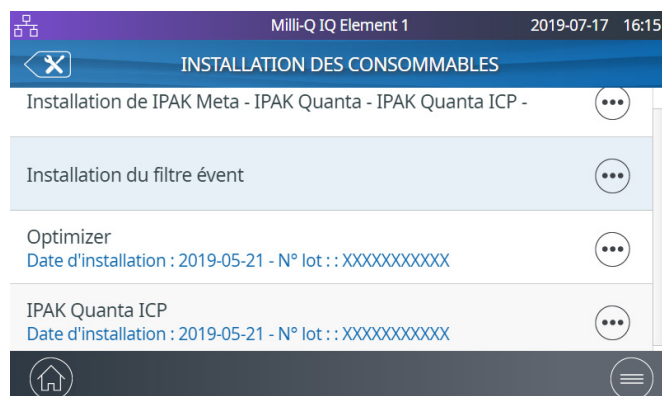 Milli-Q IQ Element 1 2019-07-17 16:15
INSTALLATION DES CONSOMMABLES
Installation de IPAK Meta - IPAK Quanta - IPAK Quanta ICP -
Installation du filtre évent
Optimizer
Date d'installation : 2019-05-21 - N° lot : : XXXXXXXXXXX
IPAK Quanta ICP
Date d'installation : 2019-05-21 - N° lot : : XXXXXXXXXXX